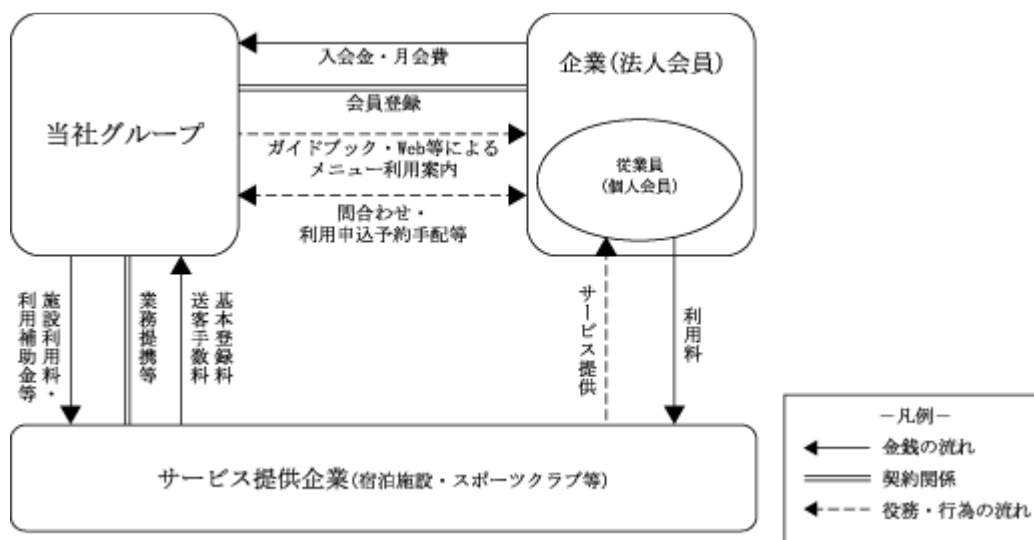 入会金・月会費
企業(法人会員)
会員登録
当社グループ
ガイドブック・Web等による
メニュー利用案内
従業員
(個人会員)
問合わせ・
利用申込予約手配等
施設利用料・
利用補助金等
業務提携等
基本登録料
送客手数料
サービス提供
利用料
サービス提供企業(宿泊施設・スポーツクラブ等)
－凡例－
金銭の流れ
契約関係
役務・行為の流れ